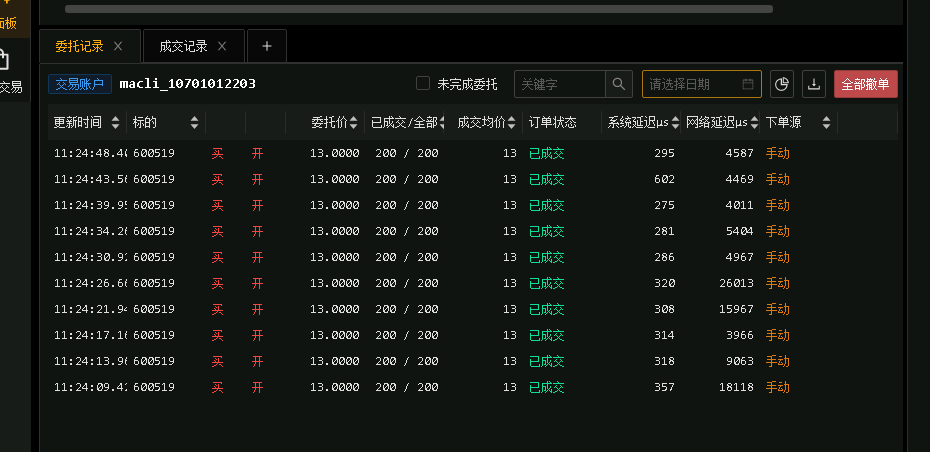 面板
交易
委托记录 成交记录 +
交易账户 macli_10701012203 未完成委托 关键字 请选择日期 全部撤单
更新时间 标的 委托价 已成交/全部 成交均价 订单状态 系统延迟μs 网络延迟μs 下单源
11:24:48.40 600519 买 开 13.0000 200 / 200 13 已成交 295 4587 手动
11:24:43.56 600519 买 开 13.0000 200 / 200 13 已成交 602 4469 手动
11:24:39.95 600519 买 开 13.0000 200 / 200 13 已成交 275 4011 手动
11:24:34.26 600519 买 开 13.0000 200 / 200 13 已成交 281 5404 手动
11:24:30.92 600519 买 开 13.0000 200 / 200 13 已成交 286 4967 手动
11:24:26.66 600519 买 开 13.0000 200 / 200 13 已成交 320 26013 手动
11:24:21.94 600519 买 开 13.0000 200 / 200 13 已成交 308 15967 手动
11:24:17.16 600519 买 开 13.0000 200 / 200 13 已成交 314 3966 手动
11:24:13.96 600519 买 开 13.0000 200 / 200 13 已成交 318 9063 手动
11:24:09.42 600519 买 开 13.0000 200 / 200 13 已成交 357 18118 手动